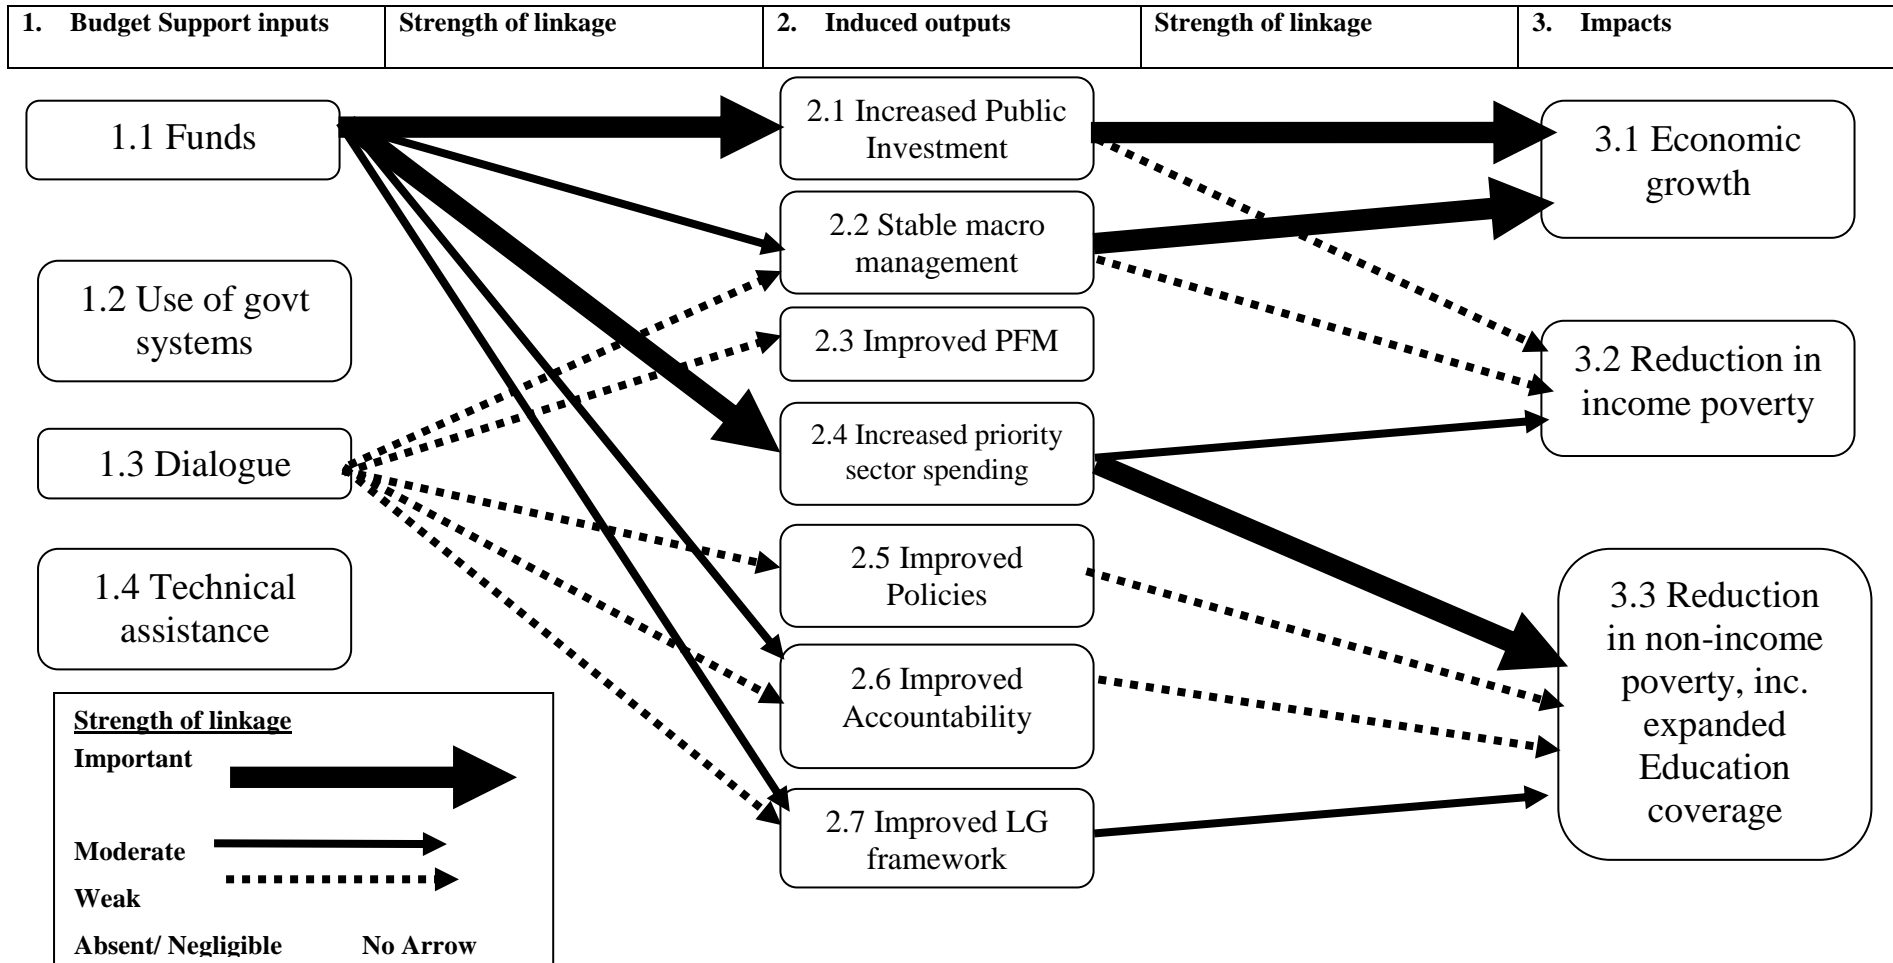 1. Budget Support inputs
Strength of linkage
2. Induced outputs
Strength of linkage
3. Impacts
1.1 Funds
1.2 Use of govt
systems
1.3 Dialogue
1.4 Technical
assistance
2.1 Increased Public
Investment
2.2 Stable macro
management
2.3 Improved PFM
2.4 Increased priority
sector spending
2.5 Improved
Policies
2.6 Improved
Accountability
2.7 Improved LG
framework
3.1 Economic
growth
3.2 Reduction in
income poverty
3.3 Reduction
in non-income
poverty, inc.
expanded
Education
coverage
Strength of linkage
Important
Moderate
Weak
Absent/ Negligible No Arrow